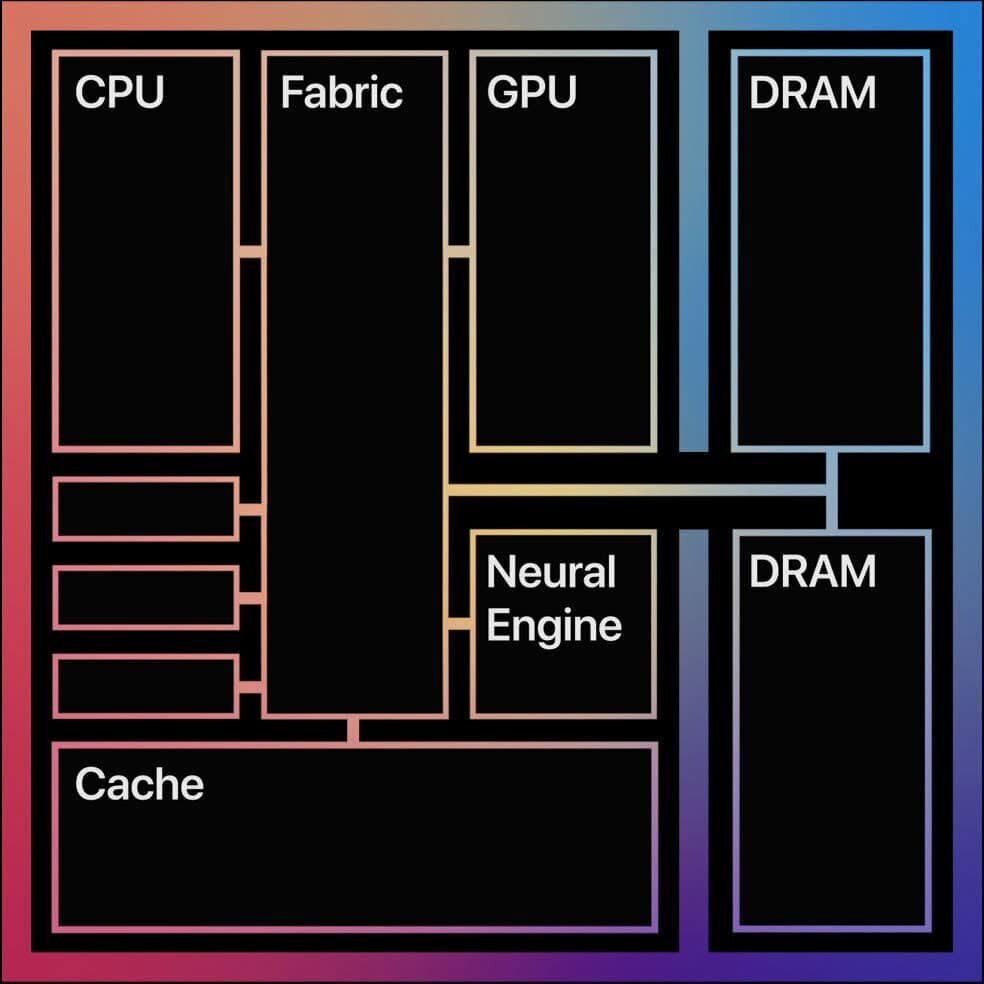 CPU
Fabric
GPU
DRAM
Neural
Engine
DRAM
Cache